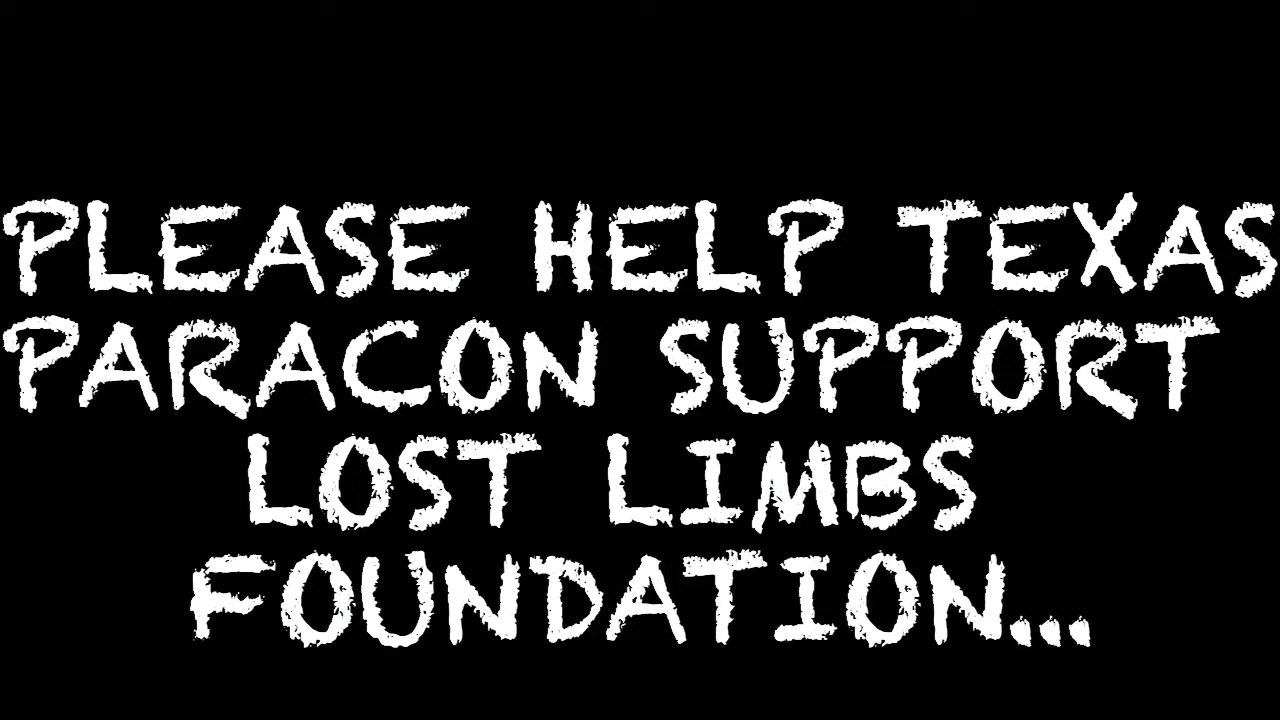 PLEASE HELP TEXAS
PARACON SUPPORT
LOST LIMBS
FOUNDATION...